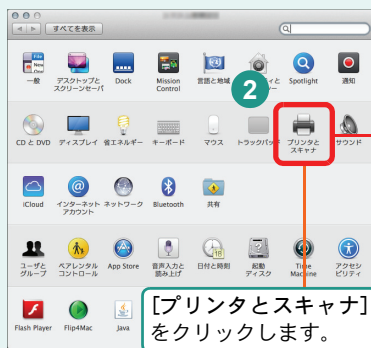 すべてを表示
一般
デスクトップと
スクリーンセーバ
Dock
Mission
Control
言語と地域
Spotlight
通知
2
CD と DVD
ディスプレイ
省エネルギー
キーボード
マウス
トラックパッド
プリンタと
スキャナ
サウンド
iCloud
インターネット
アカウント
ネットワーク
Bluetooth
共有
ユーザと
グループ
ペアレンタル
コントロール
App Store
音声入力と
読み上げ
日付と時刻
起動
ディスク
Time
Machine
アクセシ
ビリティ
Flash Player
Flip4Mac
Java
[プリンタとスキャナ]
をクリックします。